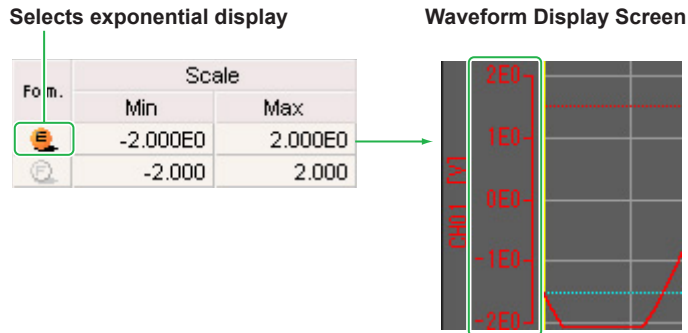 Selects exponential display
Waveform Display Screen
Form.
Scale
Min
Max
E
-2.000E0
2.000E0
F
-2.000
2.000
CH01 [V]
2E0
1E0
0E0
-1E0
-2E0